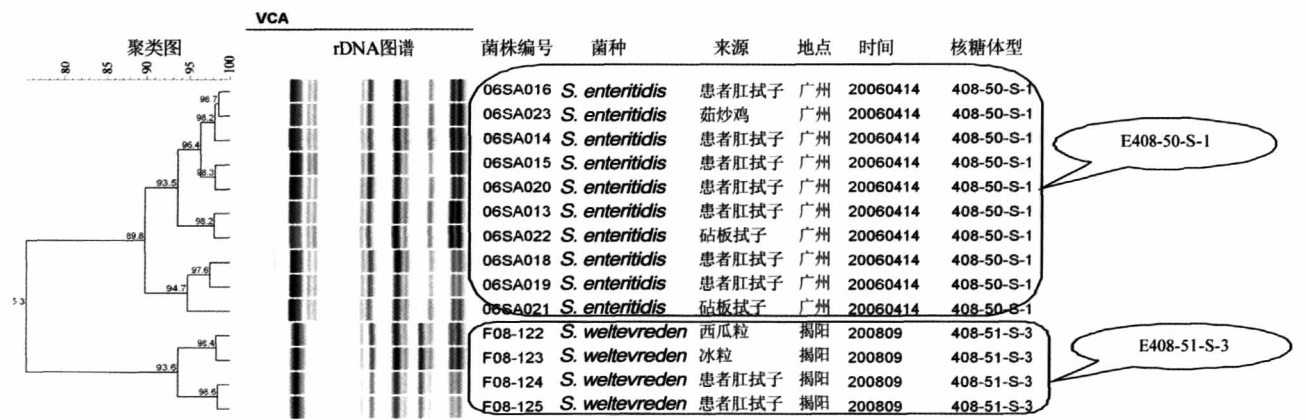 VCA
聚类图 rDNA图谱 菌株编号 菌种 来源 地点 时间 核糖体型
80 85 90 95 100
06SA016 S. enteritidis 患者肛拭子 广州 20060414 408-50-S-1
06SA023 S. enteritidis 茹炒鸡 广州 20060414 408-50-S-1
06SA014 S. enteritidis 患者肛拭子 广州 20060414 408-50-S-1
06SA015 S. enteritidis 患者肛拭子 广州 20060414 408-50-S-1
06SA020 S. enteritidis 患者肛拭子 广州 20060414 408-50-S-1
06SA013 S. enteritidis 患者肛拭子 广州 20060414 408-50-S-1
06SA022 S. enteritidis 砧板拭子 广州 20060414 408-50-S-1
06SA018 S. enteritidis 患者肛拭子 广州 20060414 408-50-S-1
06SA019 S. enteritidis 患者肛拭子 广州 20060414 408-50-S-1
06SA021 S. enteritidis 砧板拭子 广州 20060414 408-50-S-1
F08-122 S. weltevreden 西瓜粒 揭阳 200809 408-51-S-3
F08-123 S. weltevreden 冰粒 揭阳 200809 408-51-S-3
F08-124 S. weltevreden 患者肛拭子 揭阳 200809 408-51-S-3
F08-125 S. weltevreden 患者肛拭子 揭阳 200809 408-51-S-3
E408-50-S-1
E408-51-S-3
96.7
98.2
96.4
98.3
93.5
98.2
89.8
97.6
94.7
98.4
93.6
98.6